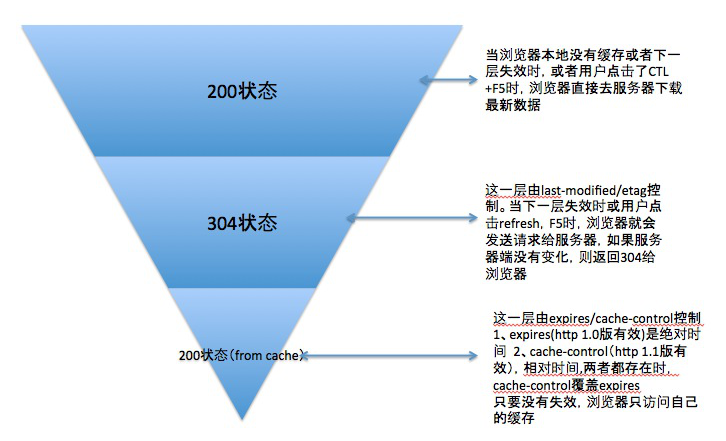 200状态
当浏览器本地没有缓存或者下一
层失效时，或者用户点击了CTL
+F5时，浏览器直接去服务器下载
最新数据
304状态
这一层由last-modified/etag控
制。当下一层失效时或用户点
击refresh，F5时，浏览器就会
发送请求给服务器，如果服务
器端没有变化，则返回304给
浏览器
200状态（from cache）
这一层由expires/cache-control控制
1、expires(http 1.0版有效)是绝对时
间 2、cache-control（http 1.1版有
效），相对时间,两者都存在时，
cache-control覆盖expires
只要没有失效，浏览器只访问自己
的缓存